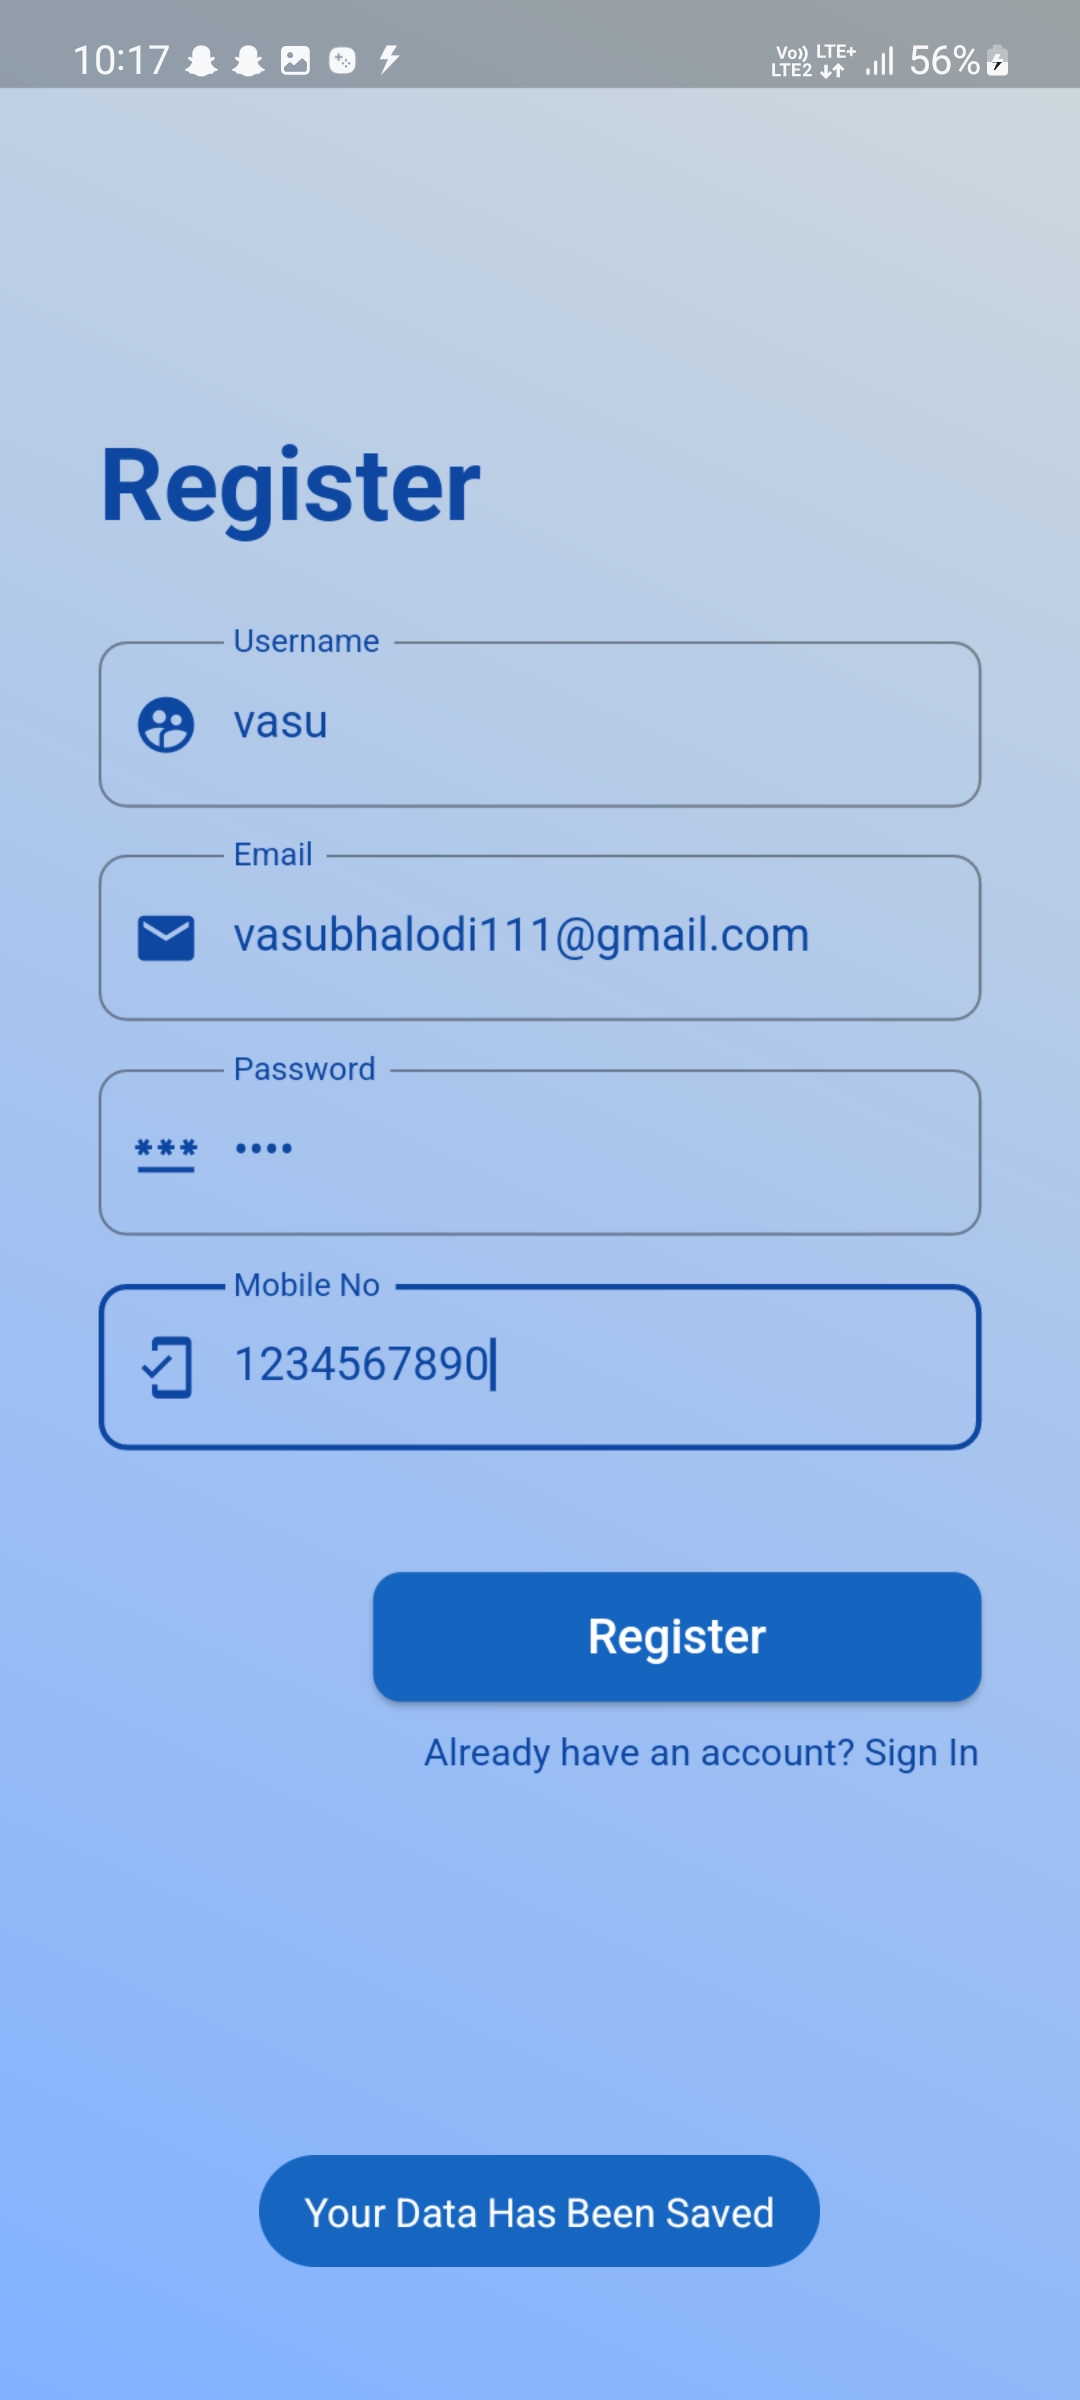 10:17 Vo)) LTE2 LTE+ 56%
Register
Username
vasu
Email
vasubhalodi111@gmail.com
Password
***
••••
Mobile No
1234567890
Register
Already have an account? Sign In
Your Data Has Been Saved